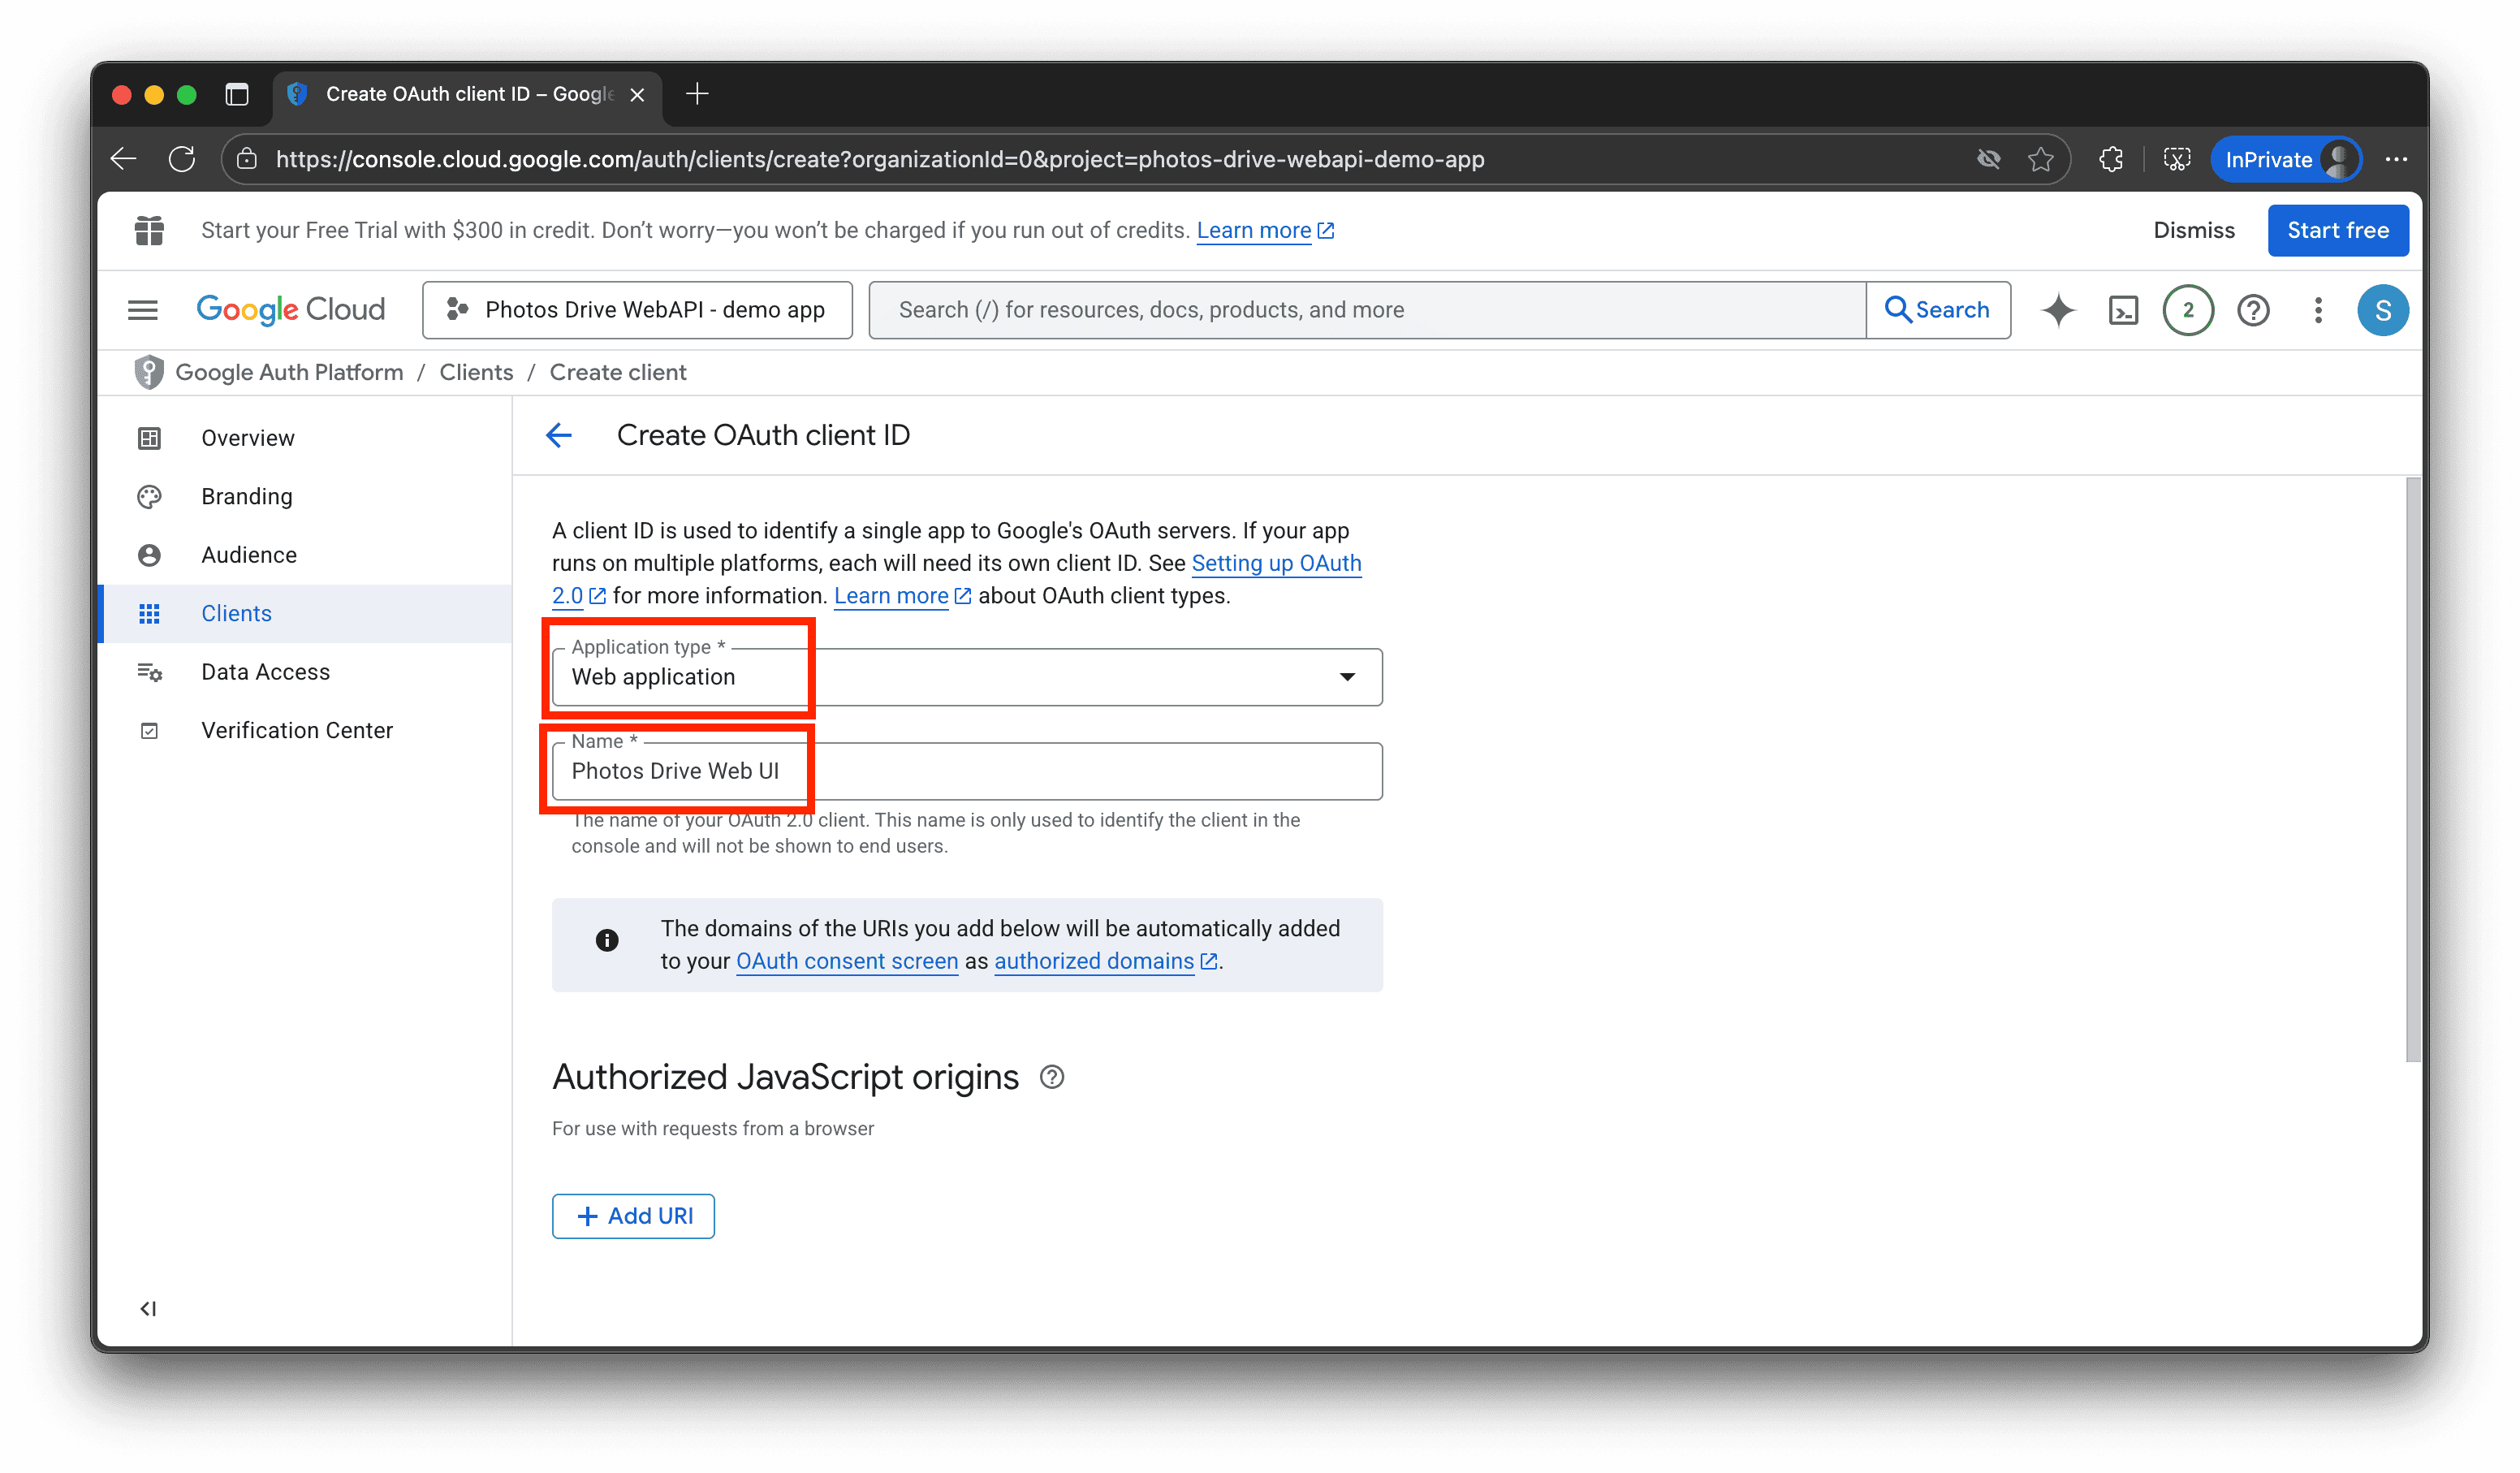 Create OAuth client ID – Google
https://console.cloud.google.com/auth/clients/create?organizationId=0&project=photos-drive-webapi-demo-app
InPrivate
Start your Free Trial with $300 in credit. Don’t worry—you won’t be charged if you run out of credits. Learn more
Dismiss
Start free
Google Cloud
Photos Drive WebAPI - demo app
Search (/) for resources, docs, products, and more
Search
2
S
Google Auth Platform / Clients / Create client
Overview
Branding
Audience
Clients
Data Access
Verification Center
Create OAuth client ID
A client ID is used to identify a single app to Google's OAuth servers. If your app
runs on multiple platforms, each will need its own client ID. See Setting up OAuth
2.0 for more information. Learn more about OAuth client types.
Application type *
Web application
Name *
Photos Drive Web UI
The name of your OAuth 2.0 client. This name is only used to identify the client in the
console and will not be shown to end users.
The domains of the URIs you add below will be automatically added
to your OAuth consent screen as authorized domains.
Authorized JavaScript origins
For use with requests from a browser
Add URI